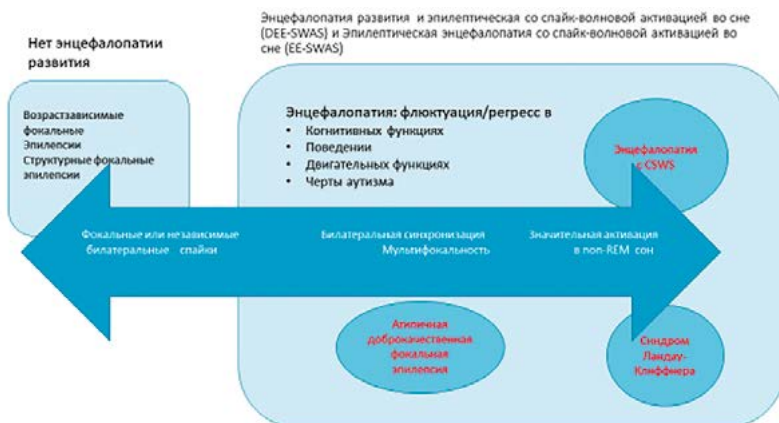 Энцефалопатия развития и эпилептическая со спайк-волновой активацией во сне
(DEE-SWAS) и Эпилептическая энцефалопатия со спайк-волновой активацией во
сне (EE-SWAS)
Нет энцефалопатии
развития
Возрастзависимые
фокальные
Эпилепсии
Структурные фокальные
эпилепсии
Энцефалопатия: флюктуация/регресс в
• Когнитивных функциях
• Поведении
• Двигательных функциях
• Черты аутизма
Энцефалопатия
с CSWS
Фокальные или независимые
билатеральные спайки
Билатеральная синхронизация
Мультифокальность
Значительная активация
в non-REM сон
Атипичная
доброкачественная
фокальная
эпилепсия
Синдром
Ландау-
Клеффнера